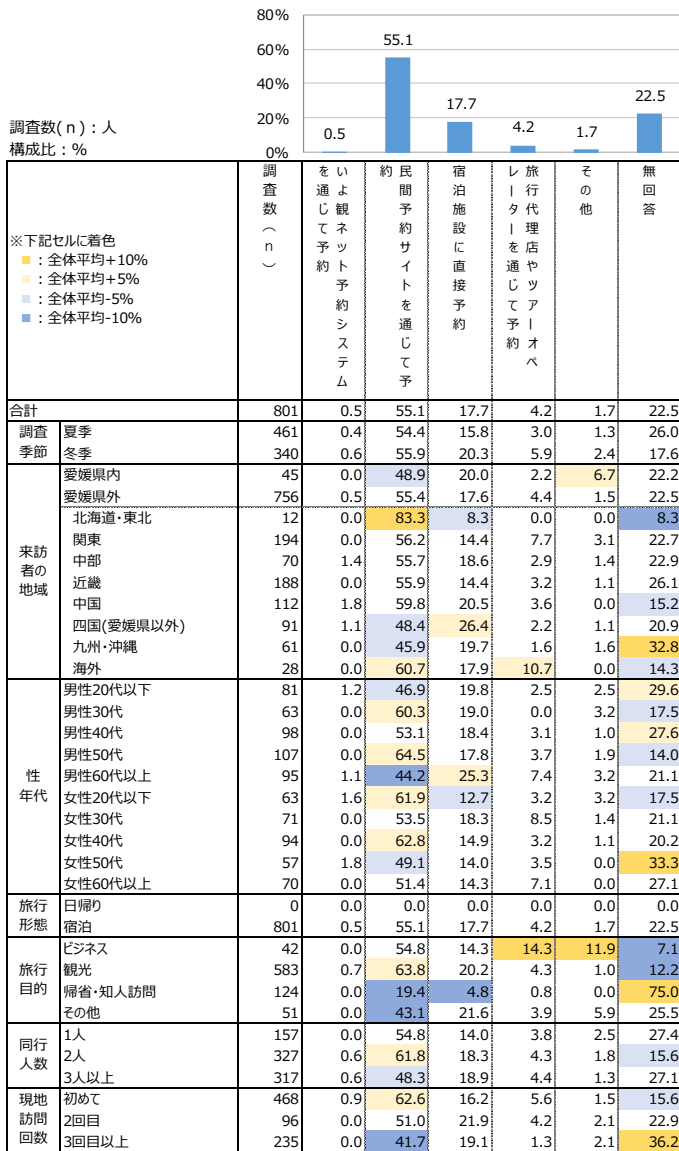 80%
60%
40%
20%
0%
0.5
55.1
17.7
4.2
1.7
22.5
調査数(n):人
構成比:%
※下記セルに着色
■:全体平均+10%
■:全体平均+5%
■:全体平均-5%
■:全体平均-10%
調査数(n)
いよ観ネット予約システムを通じて予約
民間予約サイトを通じて予約
宿泊施設に直接予約
旅行代理店やツアーオペレーターを通じて予約
その他
無回答
合計 801 0.5 55.1 17.7 4.2 1.7 22.5
調査季節
夏季 461 0.4 54.4 15.8 3.0 1.3 26.0
冬季 340 0.6 55.9 20.3 5.9 2.4 17.6
来訪者の地域
愛媛県内 45 0.0 48.9 20.0 2.2 6.7 22.2
愛媛県外 756 0.5 55.4 17.6 4.4 1.5 22.5
北海道・東北 12 0.0 83.3 8.3 0.0 0.0 8.3
関東 194 0.0 56.2 14.4 7.7 3.1 22.7
中部 70 1.4 55.7 18.6 2.9 1.4 22.9
近畿 188 0.0 55.9 14.4 3.2 1.1 26.1
中国 112 1.8 59.8 20.5 3.6 0.0 15.2
四国(愛媛県以外) 91 1.1 48.4 26.4 2.2 1.1 20.9
九州・沖縄 61 0.0 45.9 19.7 1.6 1.6 32.8
海外 28 0.0 60.7 17.9 10.7 0.0 14.3
性年代
男性20代以下 81 1.2 46.9 19.8 2.5 2.5 29.6
男性30代 63 0.0 60.3 19.0 0.0 3.2 17.5
男性40代 98 0.0 53.1 18.4 3.1 1.0 27.6
男性50代 107 0.0 64.5 17.8 3.7 1.9 14.0
男性60代以上 95 1.1 44.2 25.3 7.4 3.2 21.1
女性20代以下 63 1.6 61.9 12.7 3.2 3.2 17.5
女性30代 71 0.0 53.5 18.3 8.5 1.4 21.1
女性40代 94 0.0 62.8 14.9 3.2 1.1 20.2
女性50代 57 1.8 49.1 14.0 3.5 0.0 33.3
女性60代以上 70 0.0 51.4 14.3 7.1 0.0 27.1
旅行形態
日帰り 0 0.0 0.0 0.0 0.0 0.0 0.0
宿泊 801 0.5 55.1 17.7 4.2 1.7 22.5
旅行目的
ビジネス 42 0.0 54.8 14.3 14.3 11.9 7.1
観光 583 0.7 63.8 20.2 4.3 1.0 12.2
帰省・知人訪問 124 0.0 19.4 4.8 0.8 0.0 75.0
その他 51 0.0 43.1 21.6 3.9 5.9 25.5
同行人数
1人 157 0.0 54.8 14.0 3.8 2.5 27.4
2人 327 0.6 61.8 18.3 4.3 1.8 15.6
3人以上 317 0.6 48.3 18.9 4.4 1.3 27.1
現地訪問回数
初めて 468 0.9 62.6 16.2 5.6 1.5 15.6
2回目 96 0.0 51.0 21.9 4.2 2.1 22.9
3回目以上 235 0.0 41.7 19.1 1.3 2.1 36.2